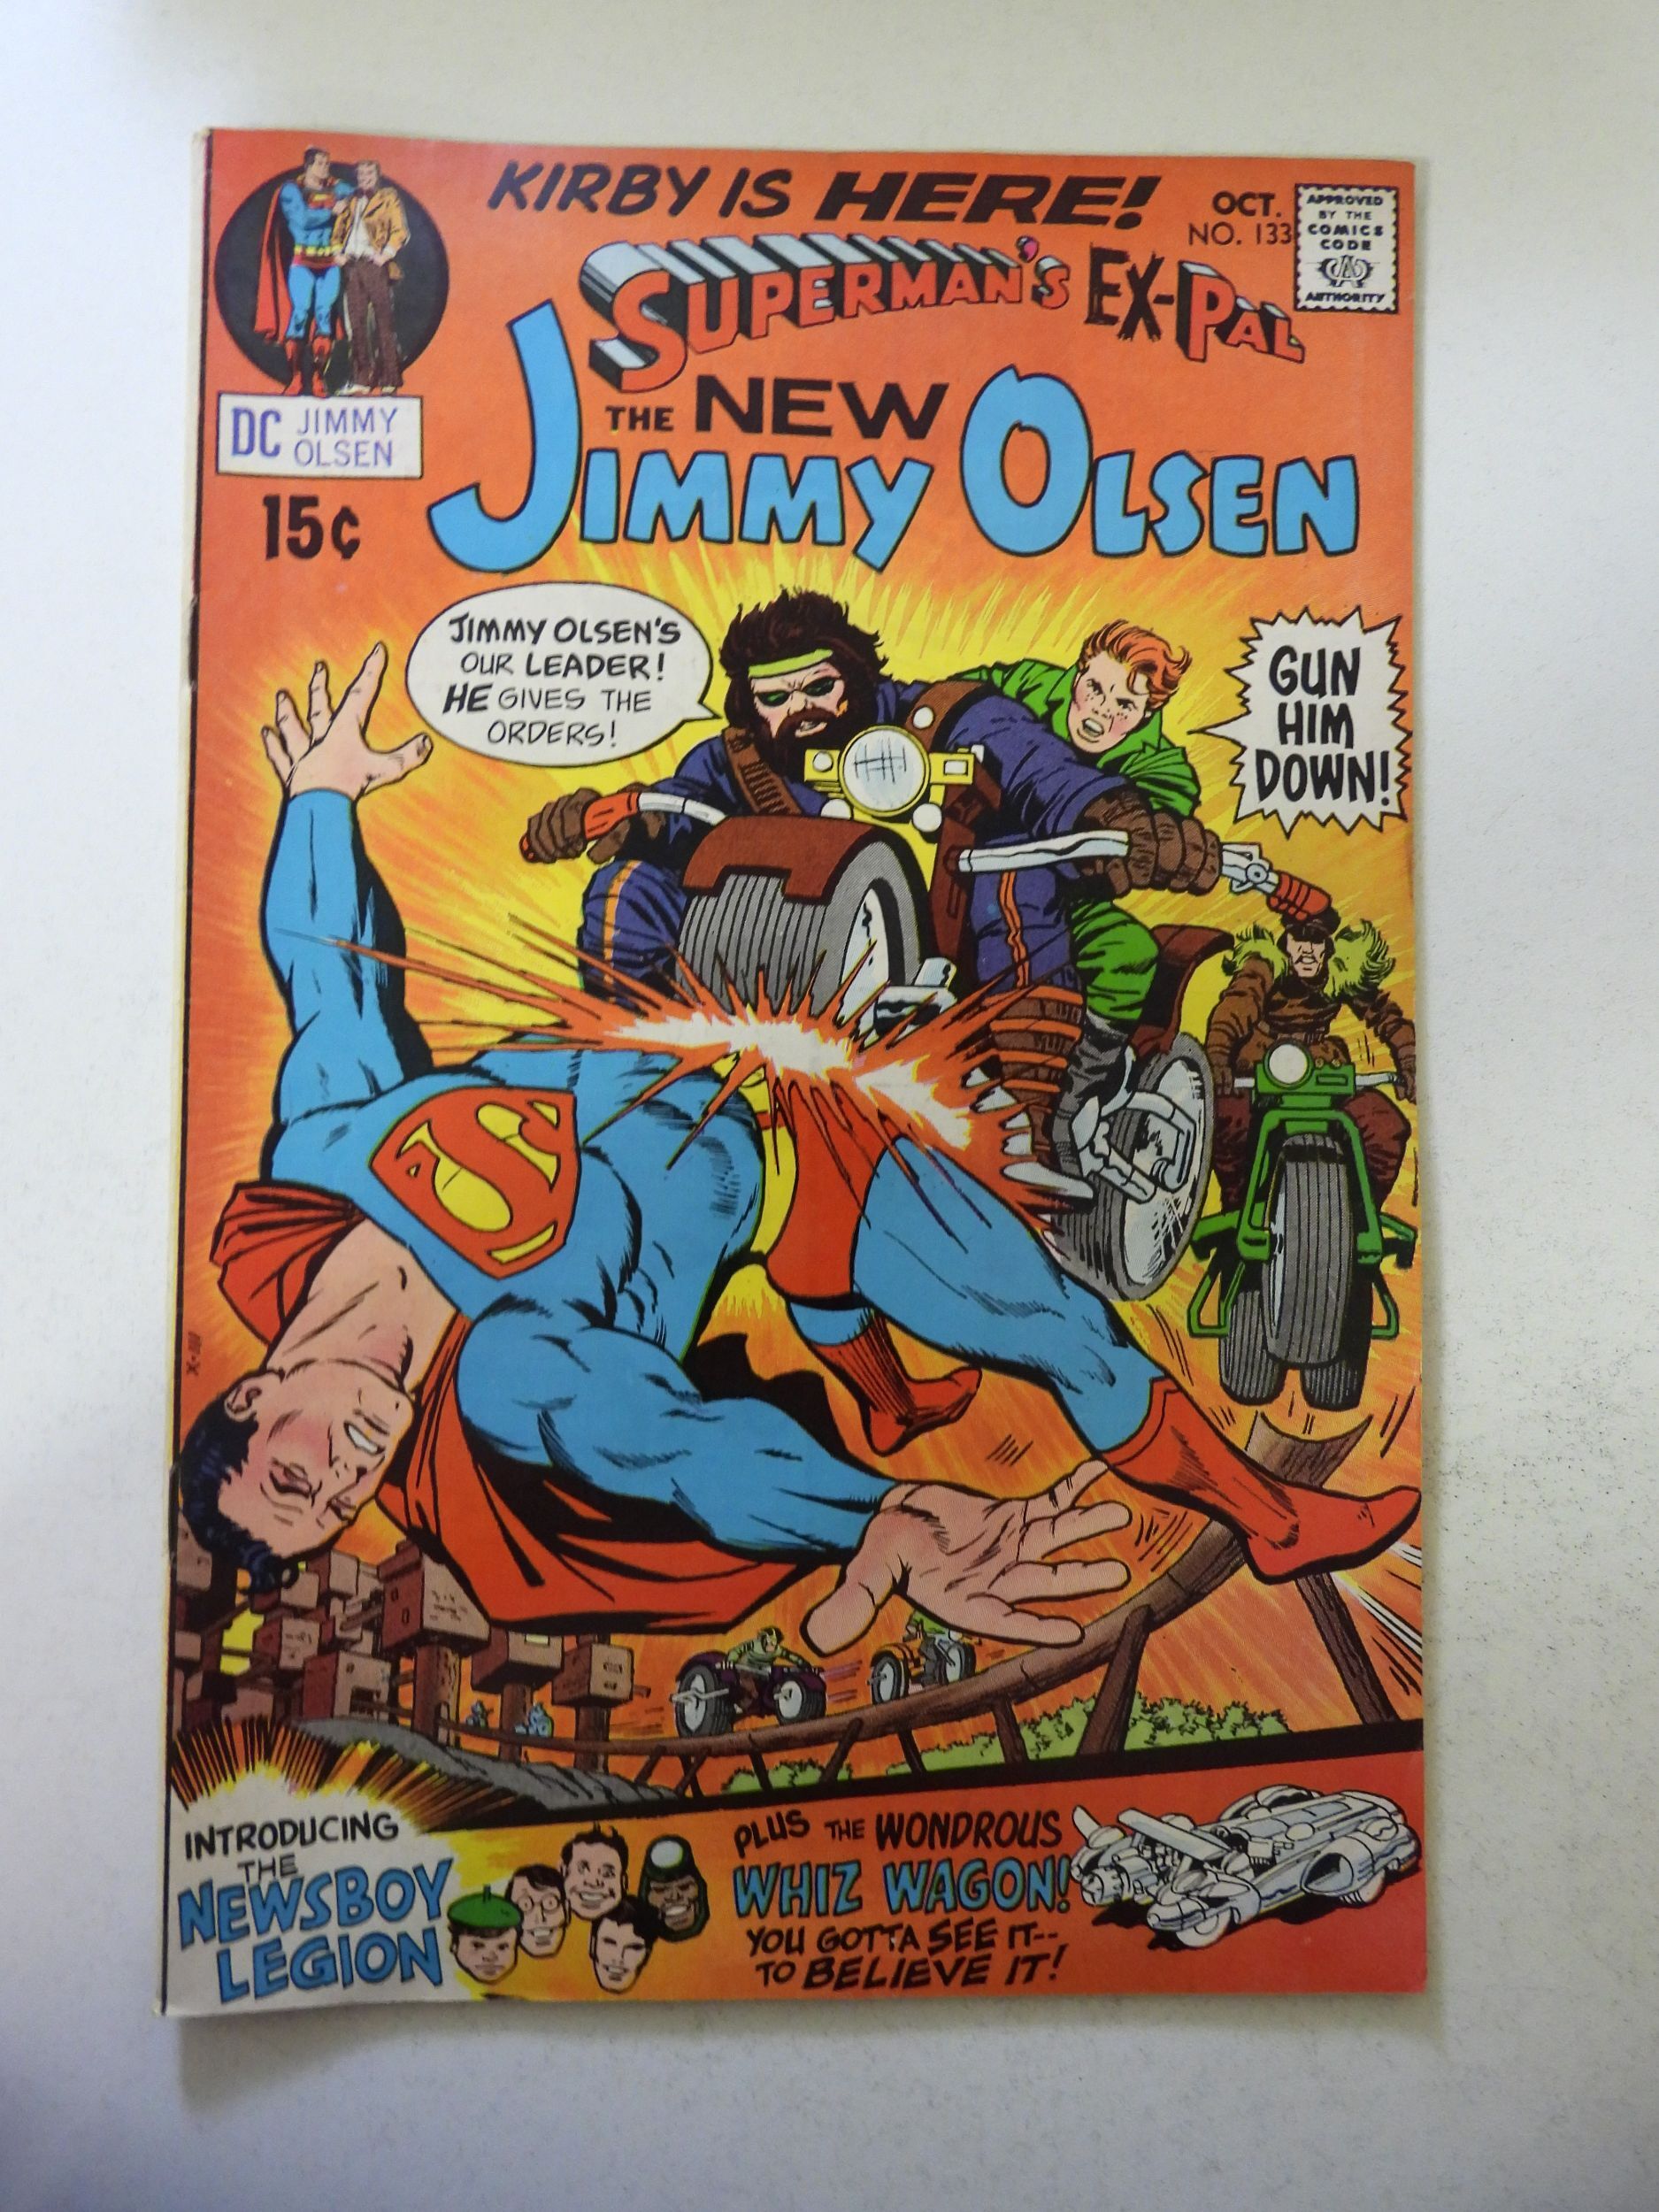 KIRBY IS HERE!
OCT.
NO. 133
APPROVED
BY THE
COMICS
CODE
CA
AUTHORITY
SUPERMAN'S EX-PAL
THE NEW
JIMMY OLSEN
DC JIMMY
OLSEN
15¢
JIMMY OLSEN'S
OUR LEADER!
HE GIVES THE
ORDERS!
GUN
HIM
DOWN!
S
INTRODUCING
THE
NEWSBOY
LEGION
PLUS THE WONDROUS
WHIZ WAGON!
YOU GOTTA SEE IT--
TO BELIEVE IT!